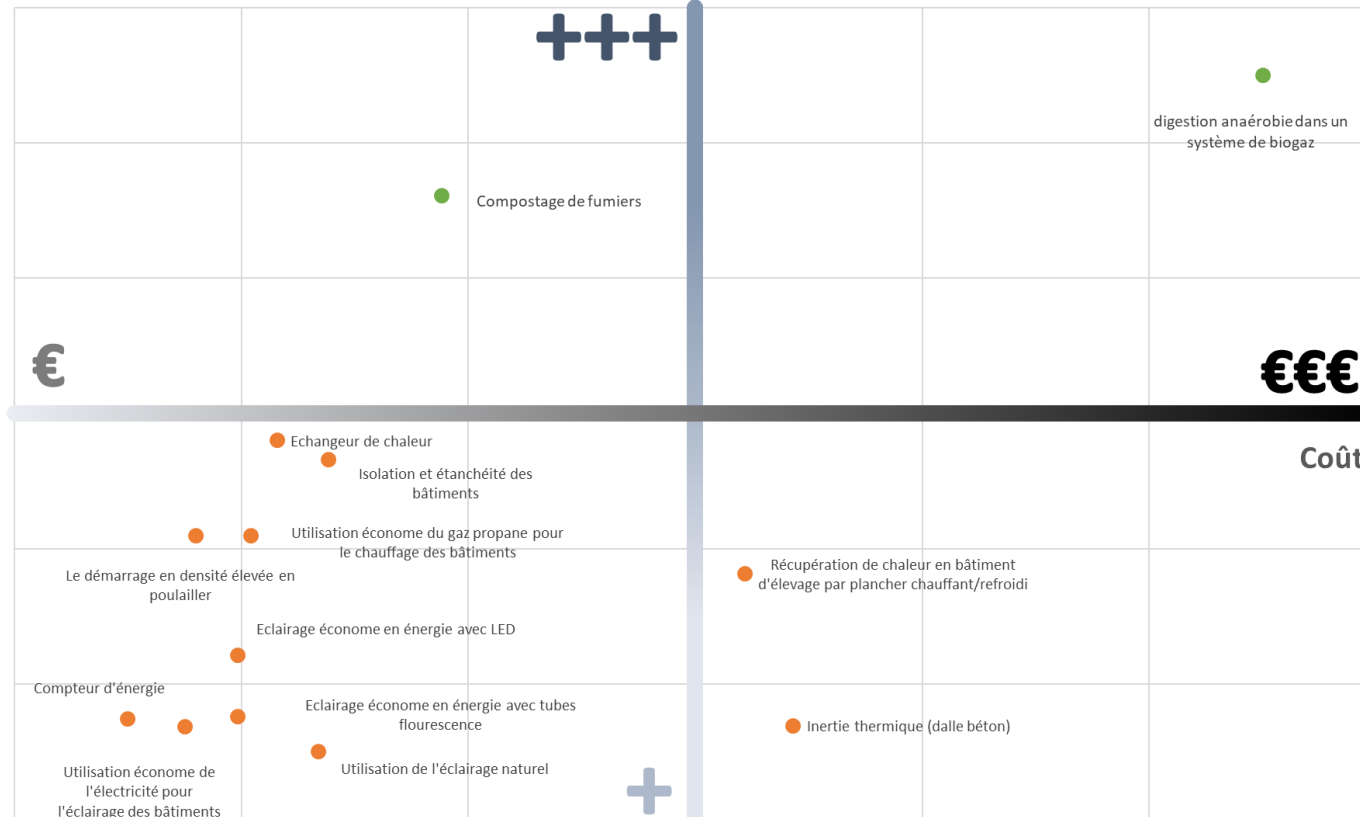 +++
digestion anaérobie dans un
système de biogaz
Compostage de fumiers
€
€€€
Coût
Echangeur de chaleur
Isolation et étanchéité des
bâtiments
Utilisation économe du gaz propane pour
le chauffage des bâtiments
Le démarrage en densité élevée en
poulailler
Récupération de chaleur en bâtiment
d'élevage par plancher chauffant/refroidi
Eclairage économe en énergie avec LED
Compteur d'énergie
Eclairage économe en énergie avec tubes
flourescence
Inertie thermique (dalle béton)
Utilisation de l'éclairage naturel
Utilisation économe de
l'électricité pour
l'éclairage des bâtiments
+